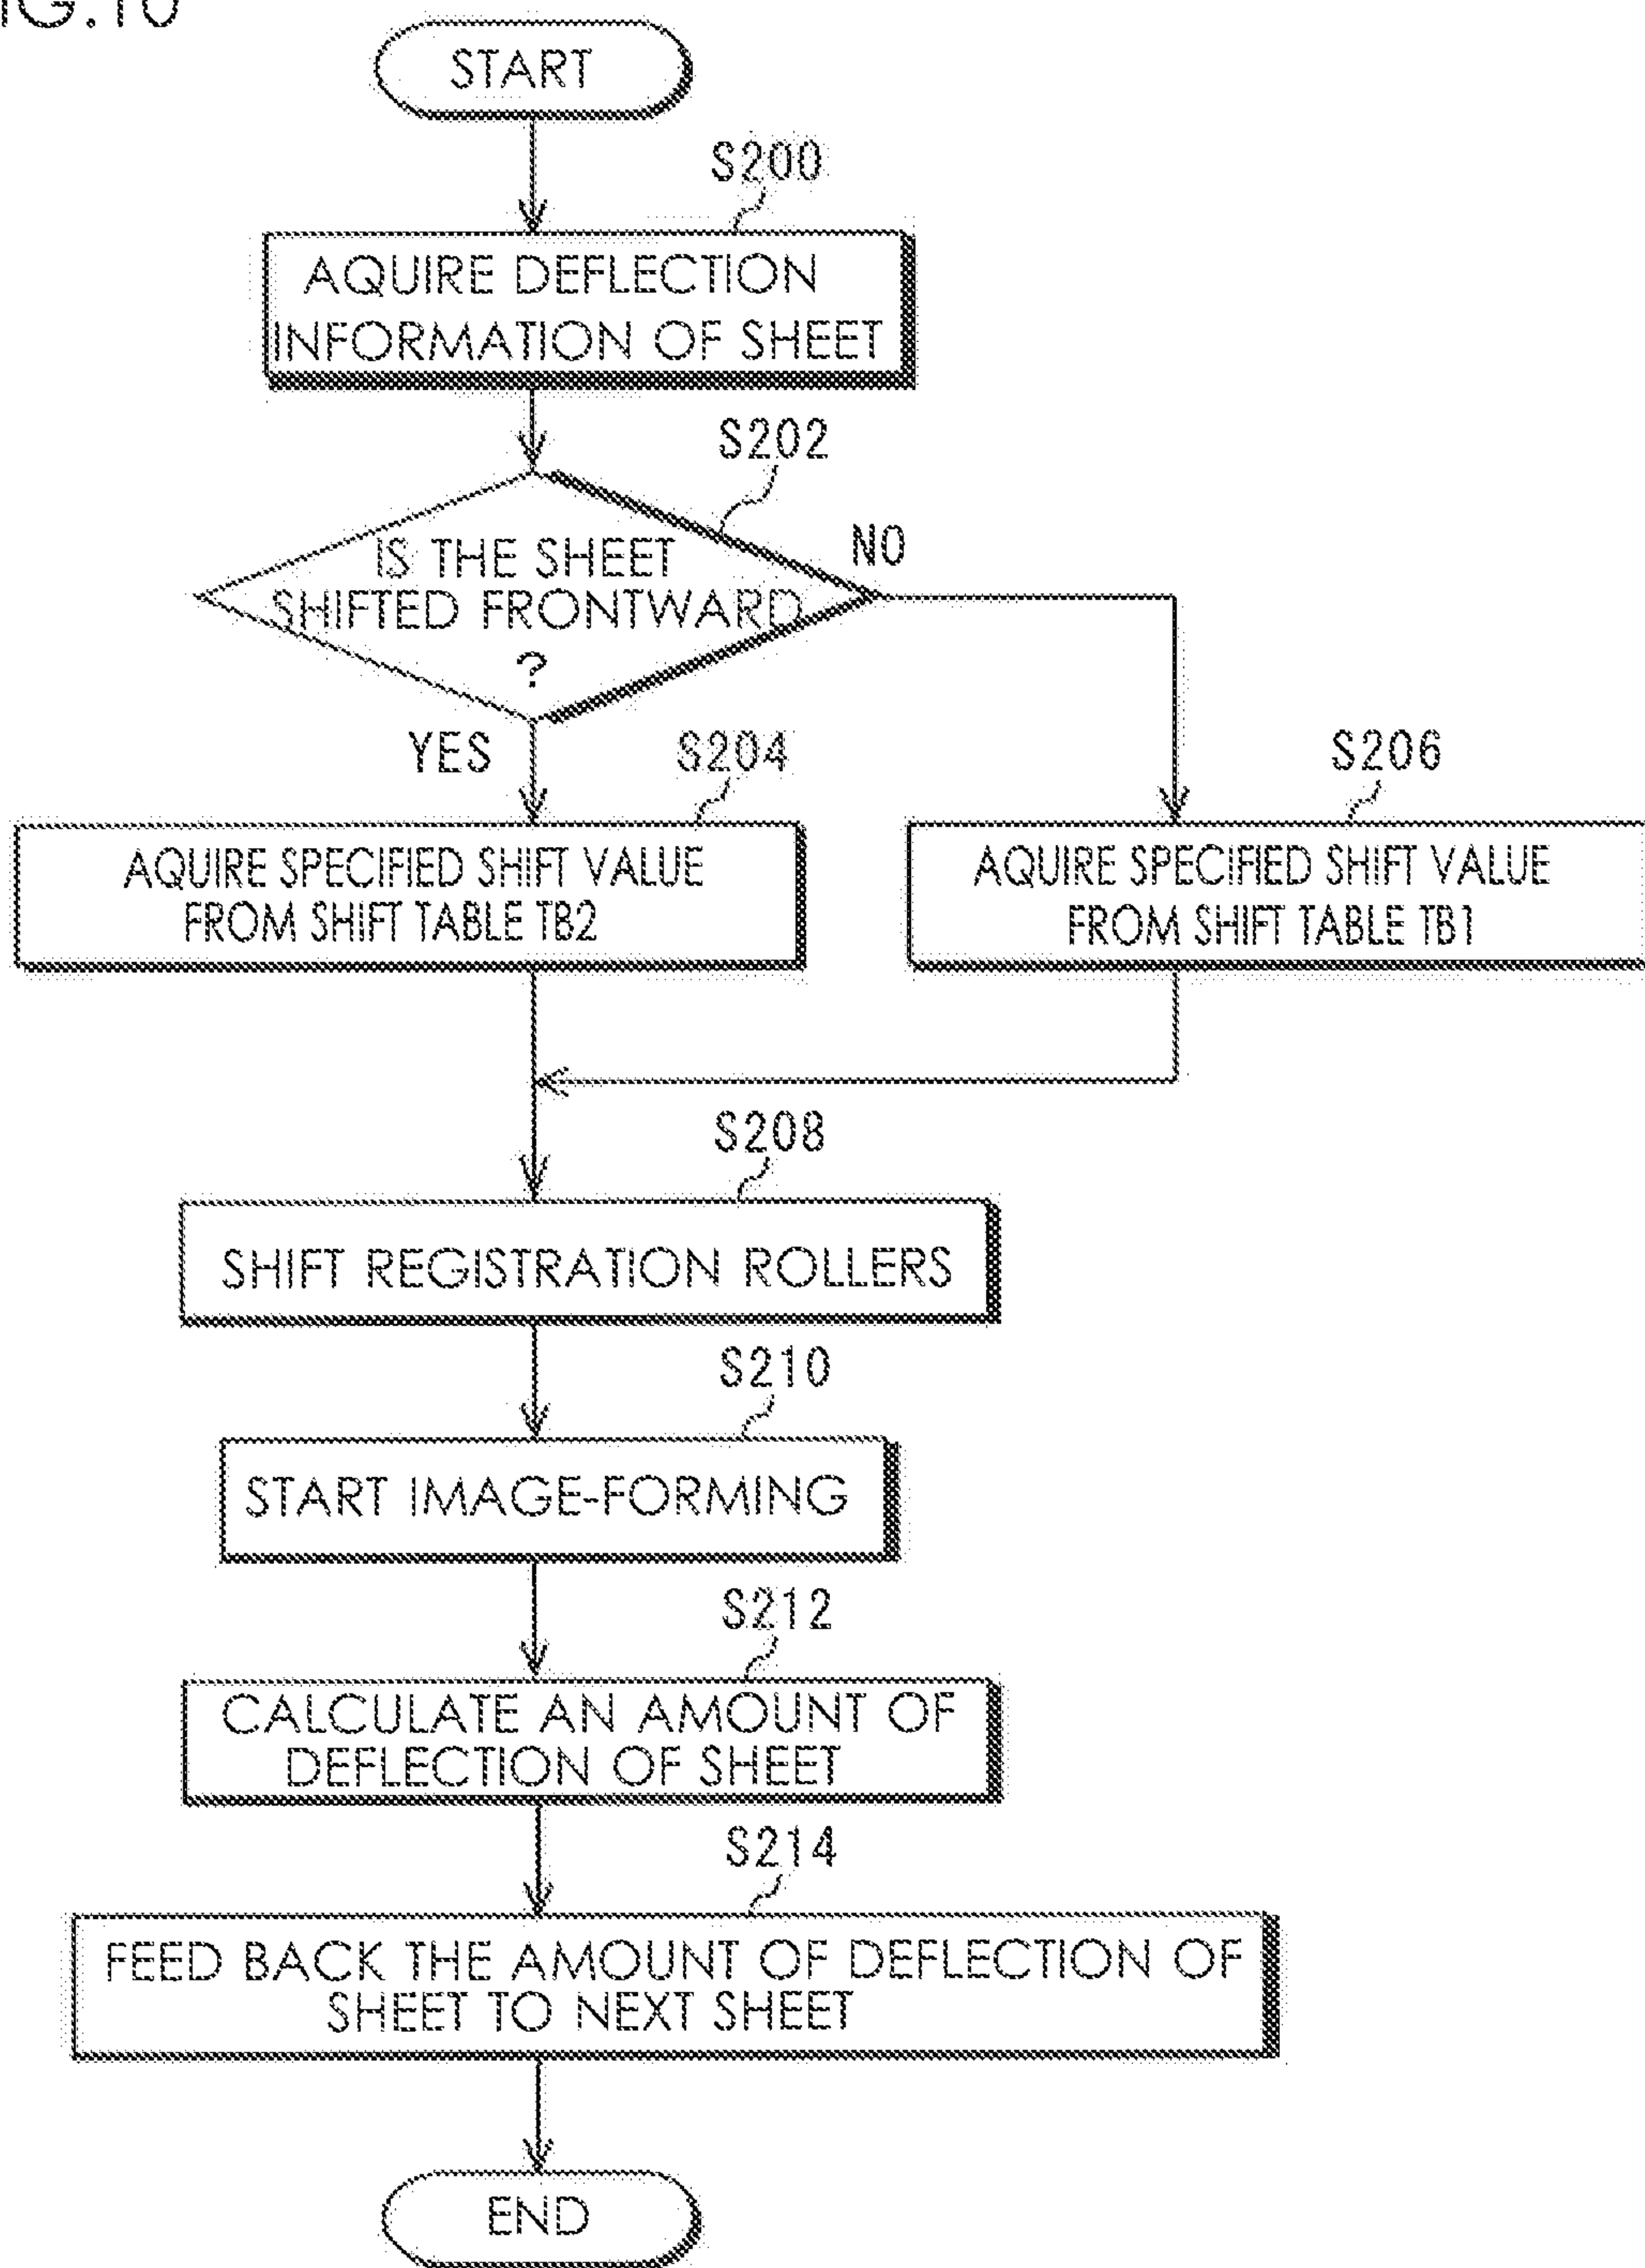 IG.10
START
S200
AQUIRE DEFLECTION
INFORMATION OF SHEET
S202
IS THE SHEET
SHIFTED FRONTWARD
?
NO
YES
S204
S206
AQUIRE SPECIFIED SHIFT VALUE
FROM SHIFT TABLE TB2
AQUIRE SPECIFIED SHIFT VALUE
FROM SHIFT TABLE TB1
S208
SHIFT REGISTRATION ROLLERS
S210
START IMAGE-FORMING
S212
CALCULATE AN AMOUNT OF
DEFLECTION OF SHEET
S214
FEED BACK THE AMOUNT OF DEFLECTION OF
SHEET TO NEXT SHEET
END